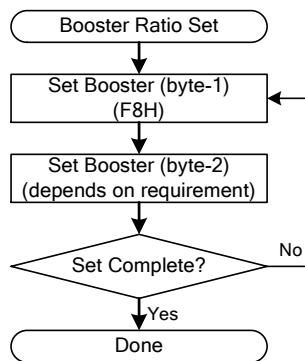 Booster Ratio Set
Set Booster (byte-1)
(F8H)
Set Booster (byte-2)
(depends on requirement)
Set Complete?
No
Yes
Done